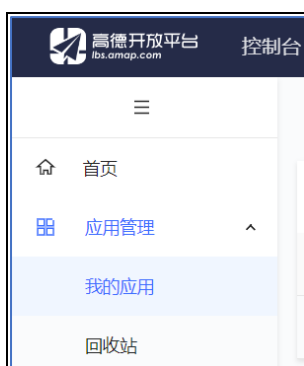 高德开放平台 控制台
lbs.amap.com
首页
应用管理
我的应用
回收站